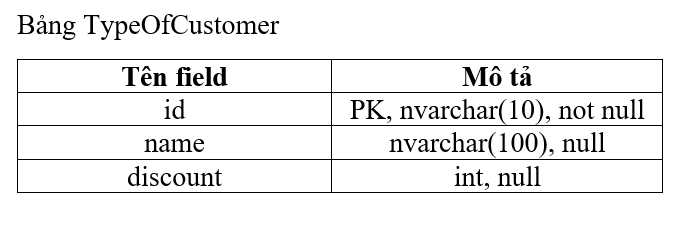 Bảng TypeOfCustomer
Tên field Mô tả
id PK, nvarchar(10), not null
name nvarchar(100), null
discount int, null